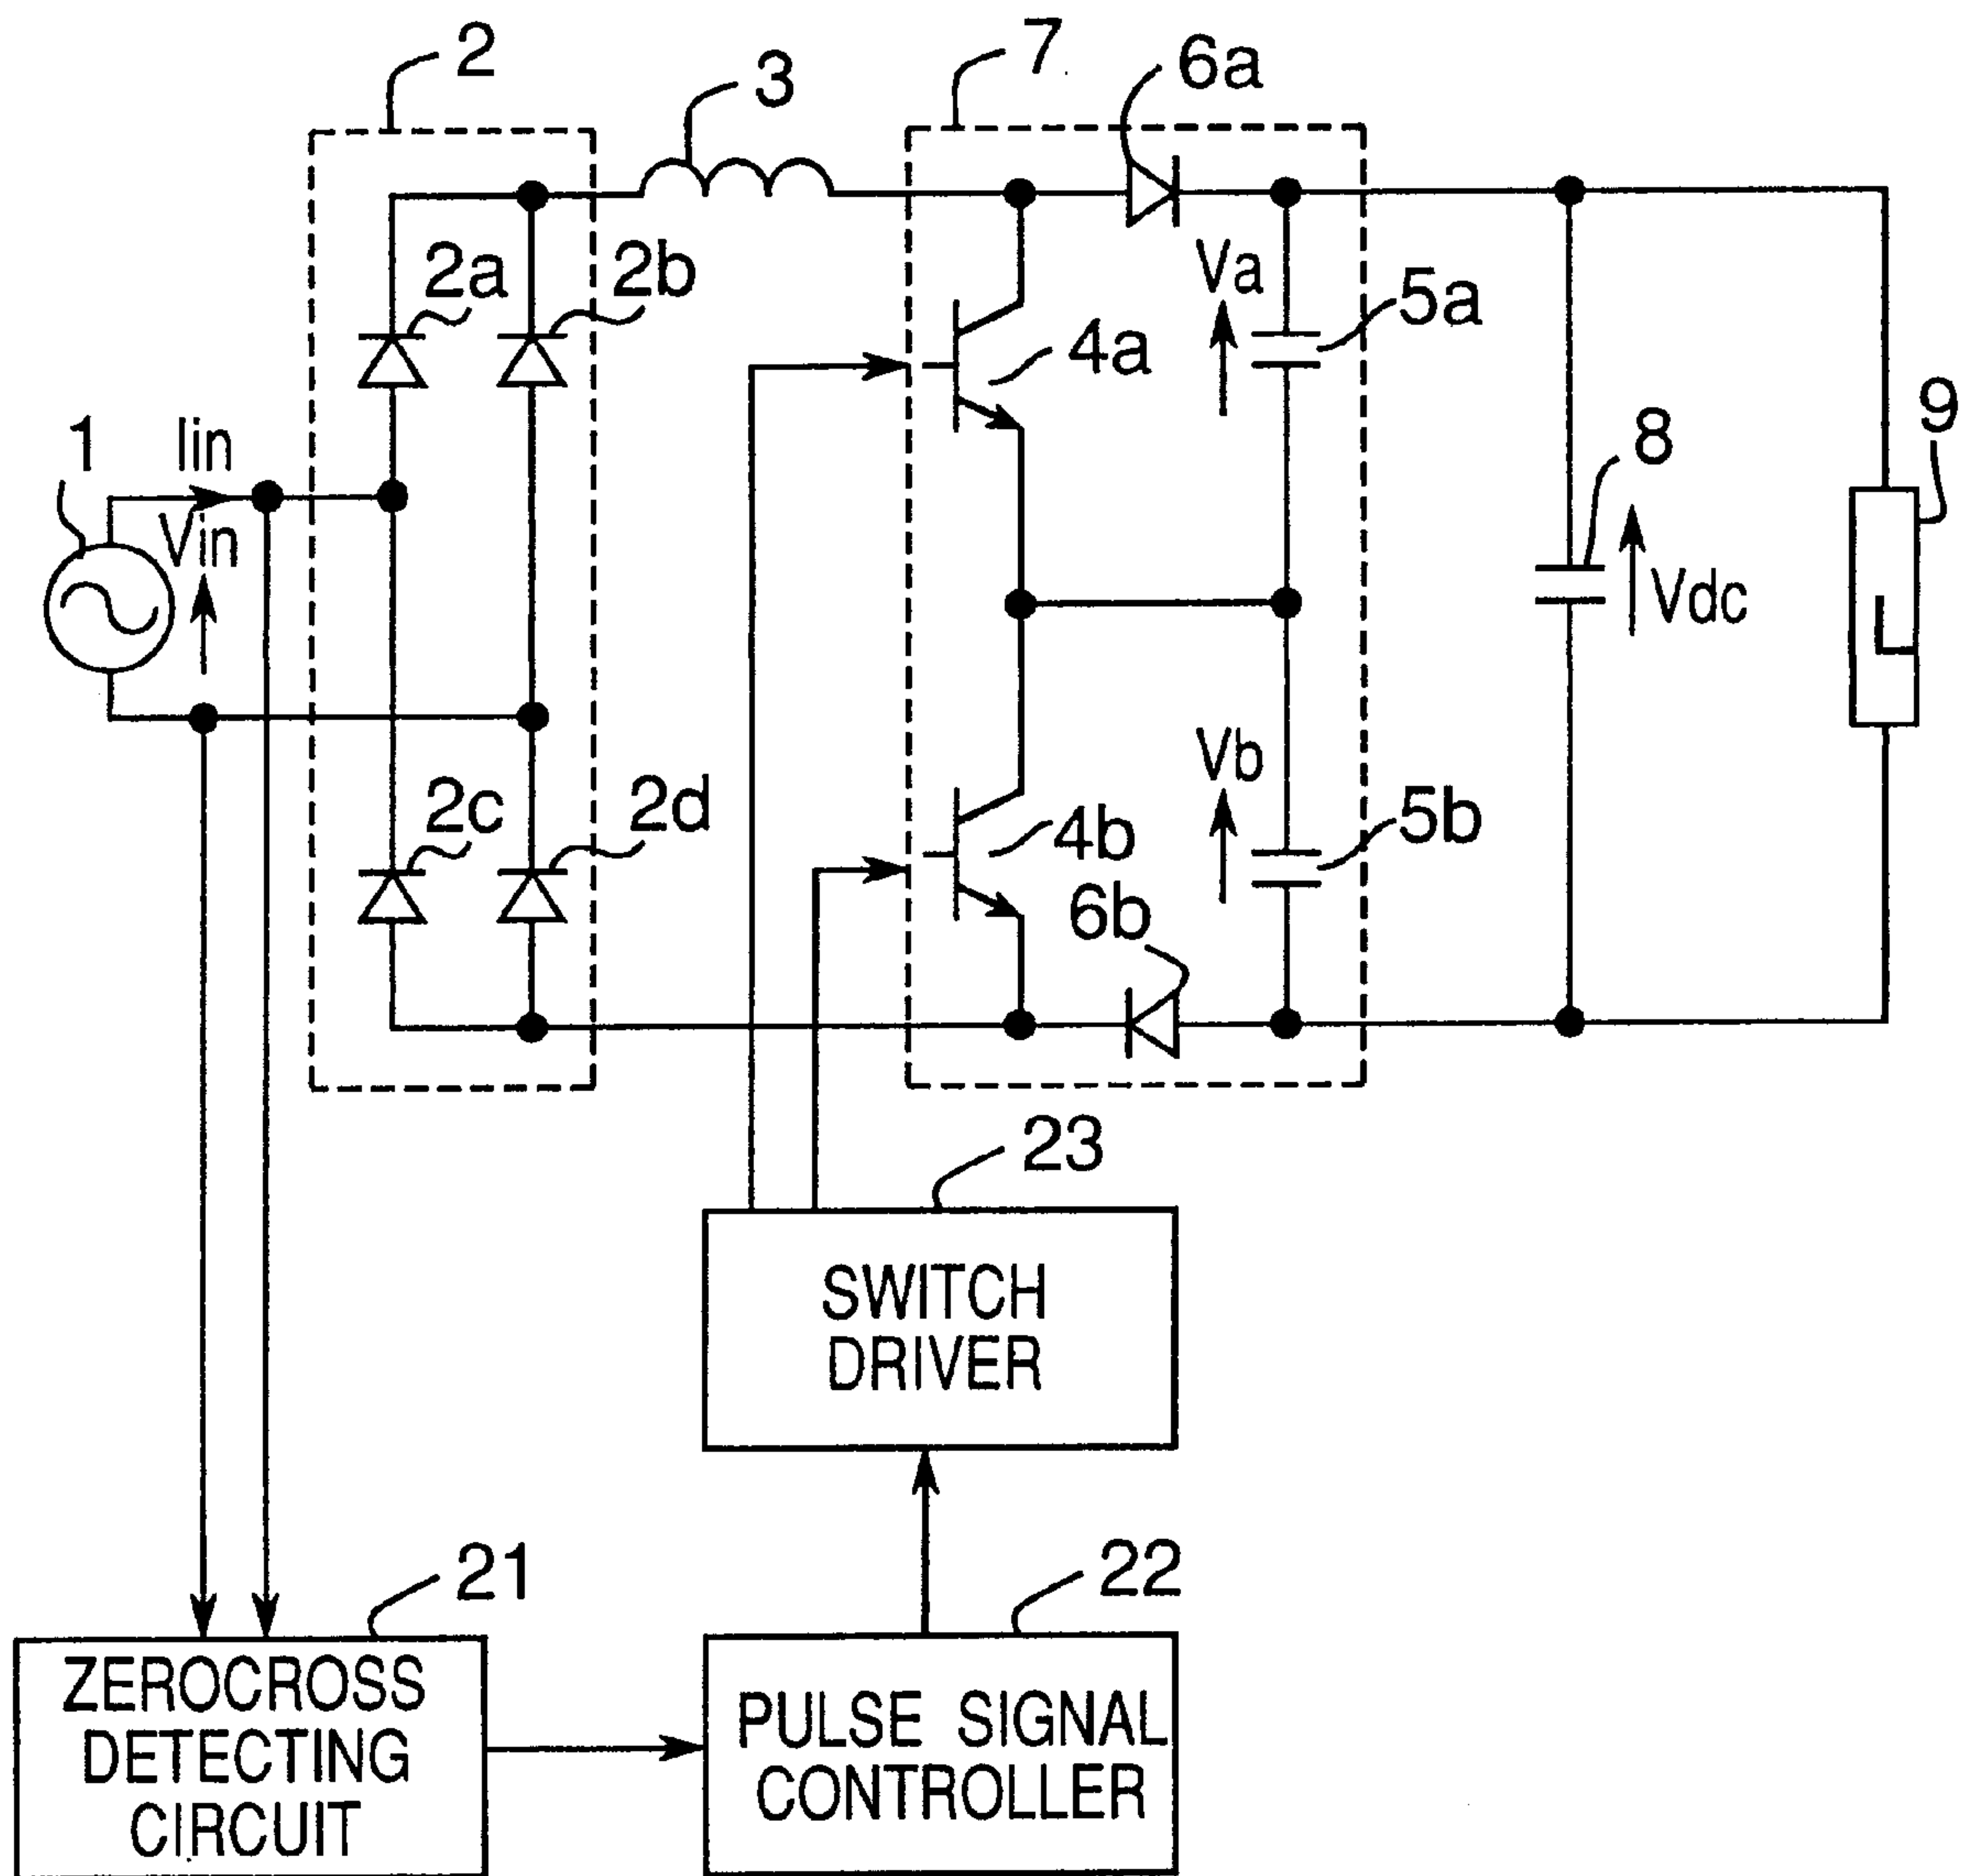 2
3
7
6a
2a
2b
Va
5a
4a
1
Iin
Vin
8
9
Vdc
L
2c
2d
Vb
4b
5b
6b
23
SWITCH
DRIVER
21
22
ZEROCROSS
DETECTING
CIRCUIT
PULSE SIGNAL
CONTROLLER